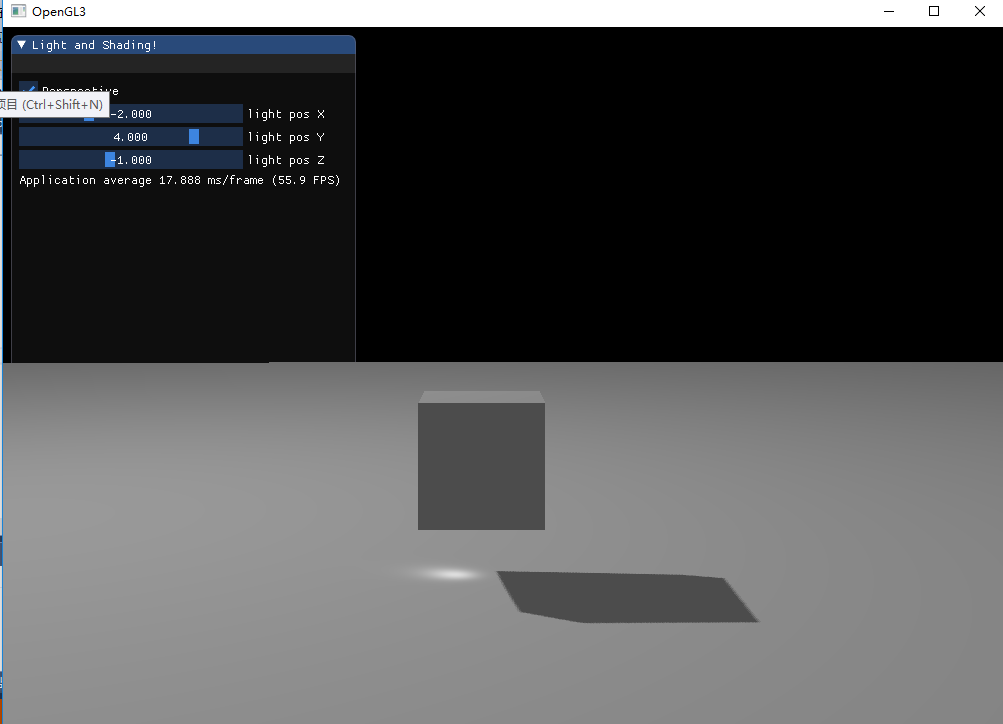 OpenGL3
Light and Shading!
Perspective
项目 (Ctrl+Shift+N)
-2.000 light pos X
4.000 light pos Y
-1.000 light pos Z
Application average 17.888 ms/frame (55.9 FPS)